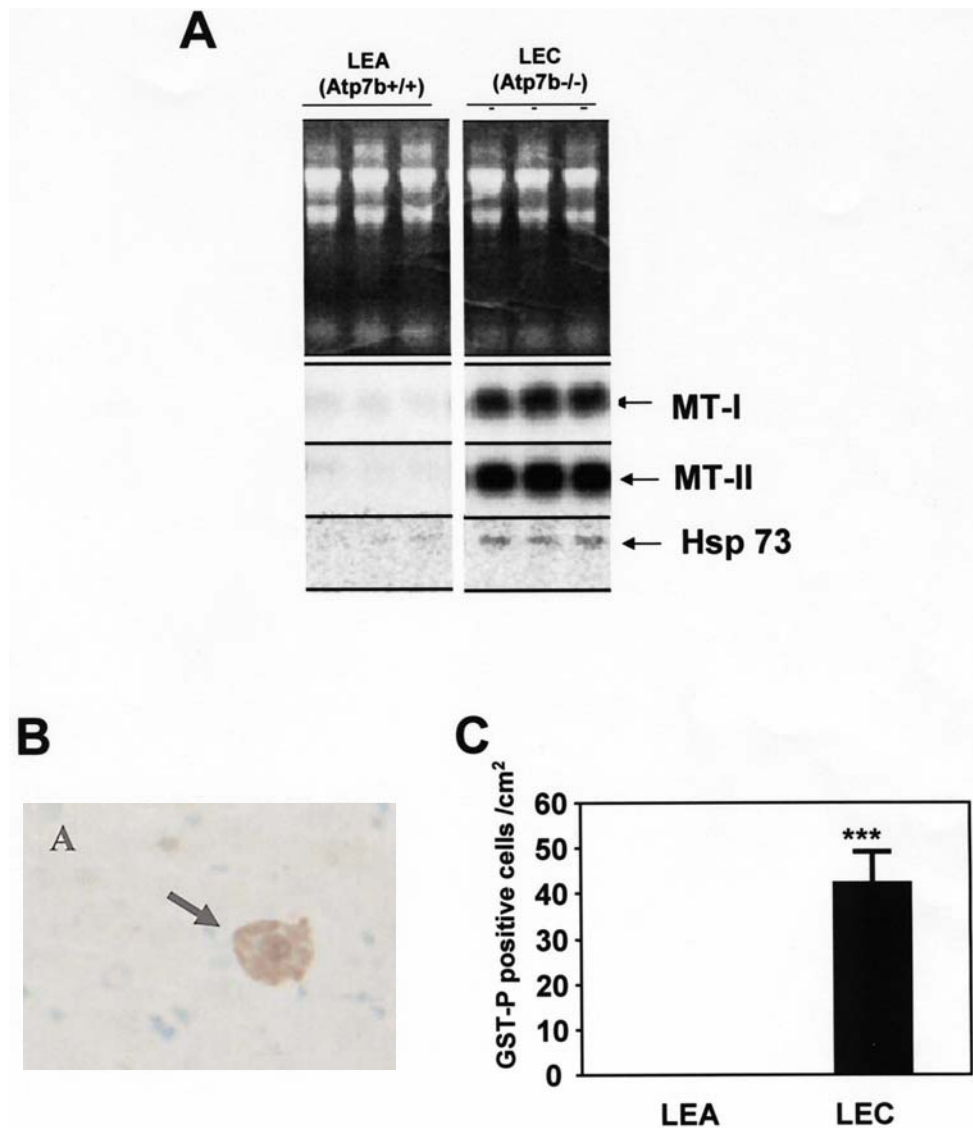 A
LEA
(Atp7b+/+)
LEC
(Atp7b-/-)
- - -
MT-I
MT-II
Hsp 73
B
A
C
GST-P positive cells /cm²
60
50
40
30
20
10
0
***
LEA
LEC